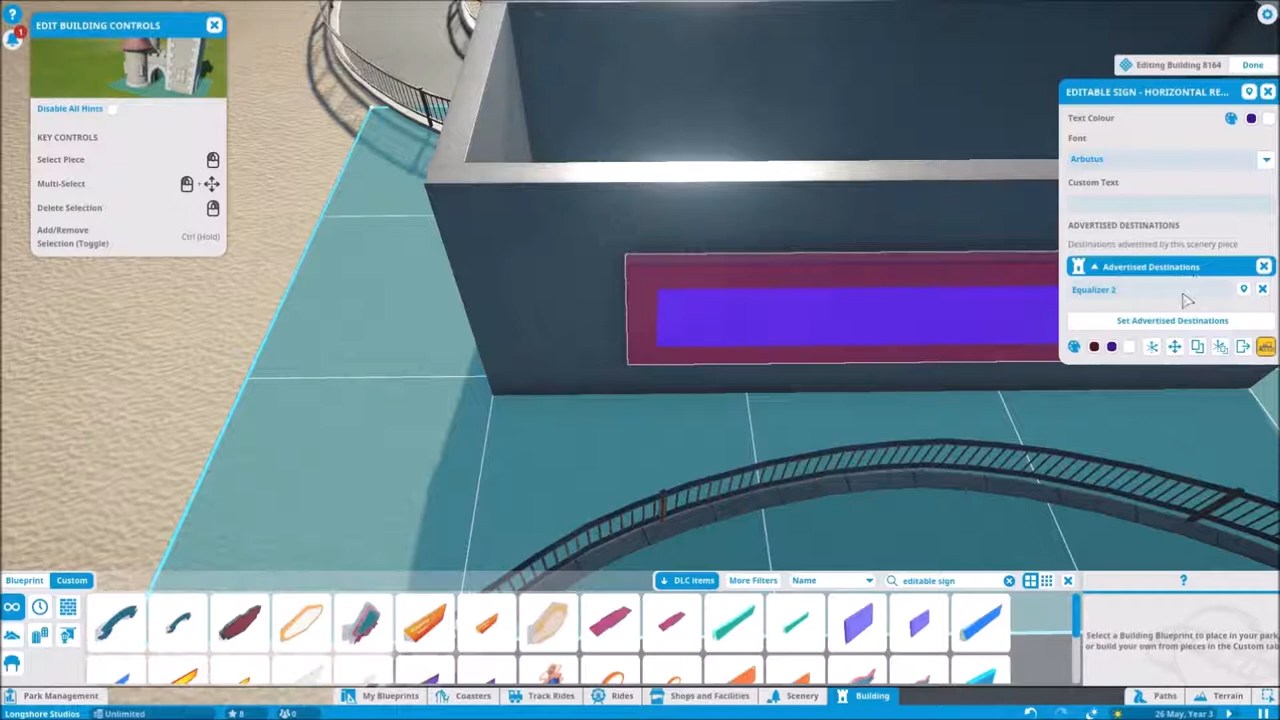 ?
1
EDIT BUILDING CONTROLS
Disable All Hints
KEY CONTROLS
Select Piece
Multi-Select
Delete Selection
Add/Remove
Selection (Toggle)
Ctrl (Hold)
Editing Building 8164
Done
EDITABLE SIGN - HORIZONTAL RE...
Text Colour
Font
Arbutus
Custom Text
ADVERTISED DESTINATIONS
Destinations advertised by this scenery piece
Advertised Destinations
Equalizer 2
Set Advertised Destinations
Blueprint
Custom
DLC Items
More Filters
Name
editable sign
?
Select a Building Blueprint to place in your park,
or build your own from pieces in the Custom tab
Park Management
My Blueprints
Coasters
Track Rides
Rides
Shops and Facilities
Scenery
Building
Paths
Terrain
Longshore Studios
Unlimited
8
0
26 May, Year 3